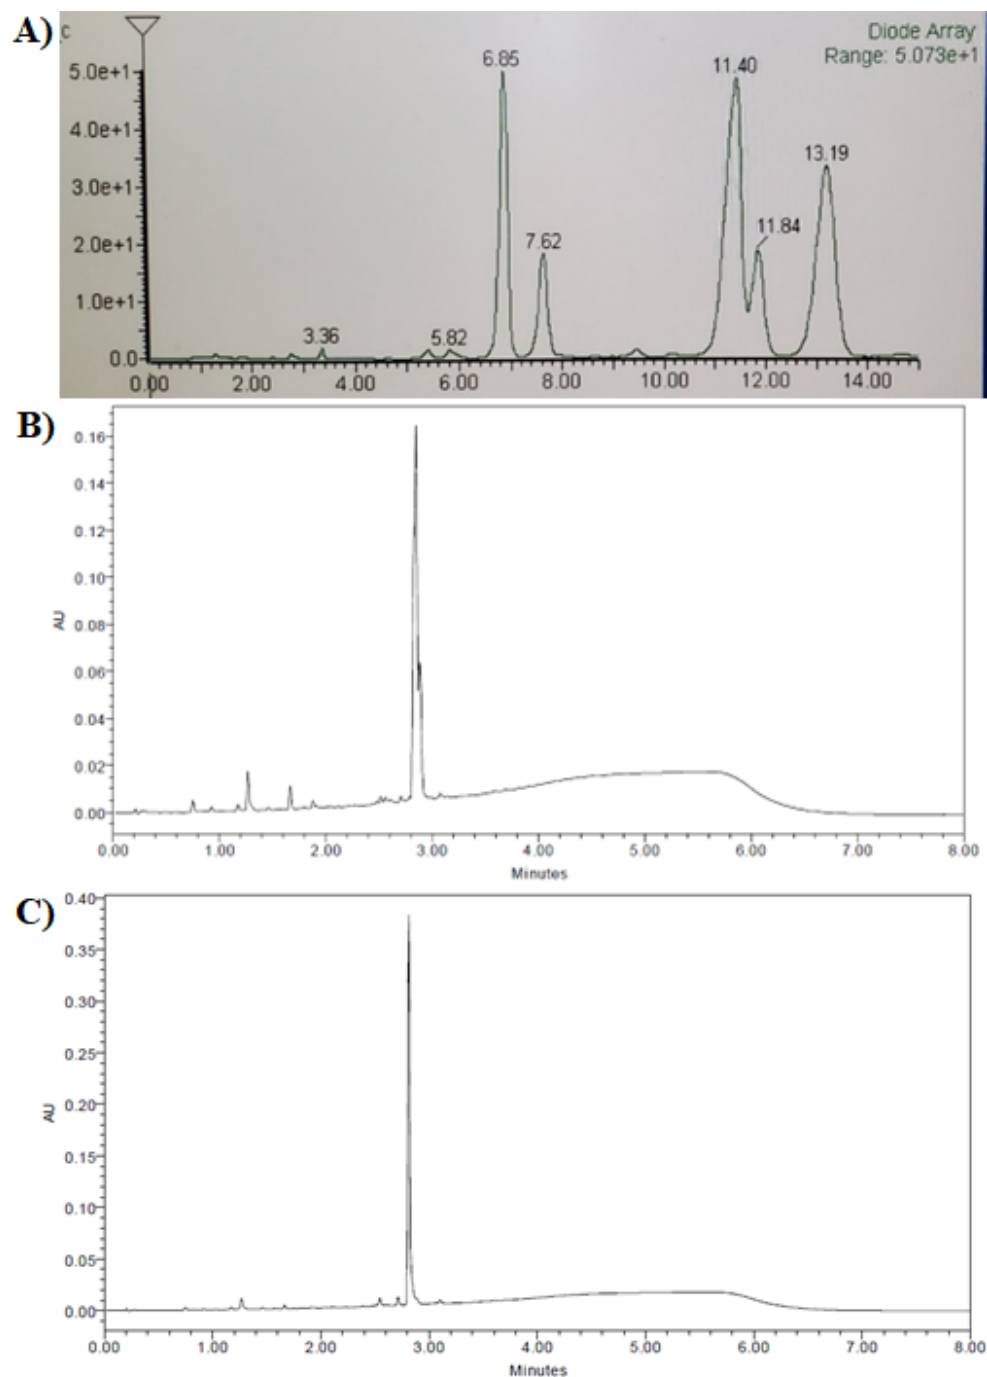 A)
c
Diode Array
Range: 5.073e+1
6.85
11.40
5.0e+1
4.0e+1
13.19
3.0e+1
7.62
11.84
2.0e+1
1.0e+1
3.36
5.82
0.0
0.00 2.00 4.00 6.00 8.00 10.00 12.00 14.00
B)
0.16
0.14
0.12
0.10
0.08
AU
0.06
0.04
0.02
0.00
0.00 1.00 2.00 3.00 4.00 5.00 6.00 7.00 8.00
Minutes
C)
0.40
0.35
0.30
0.25
0.20
AU
0.15
0.10
0.05
0.00
0.00 1.00 2.00 3.00 4.00 5.00 6.00 7.00 8.00
Minutes